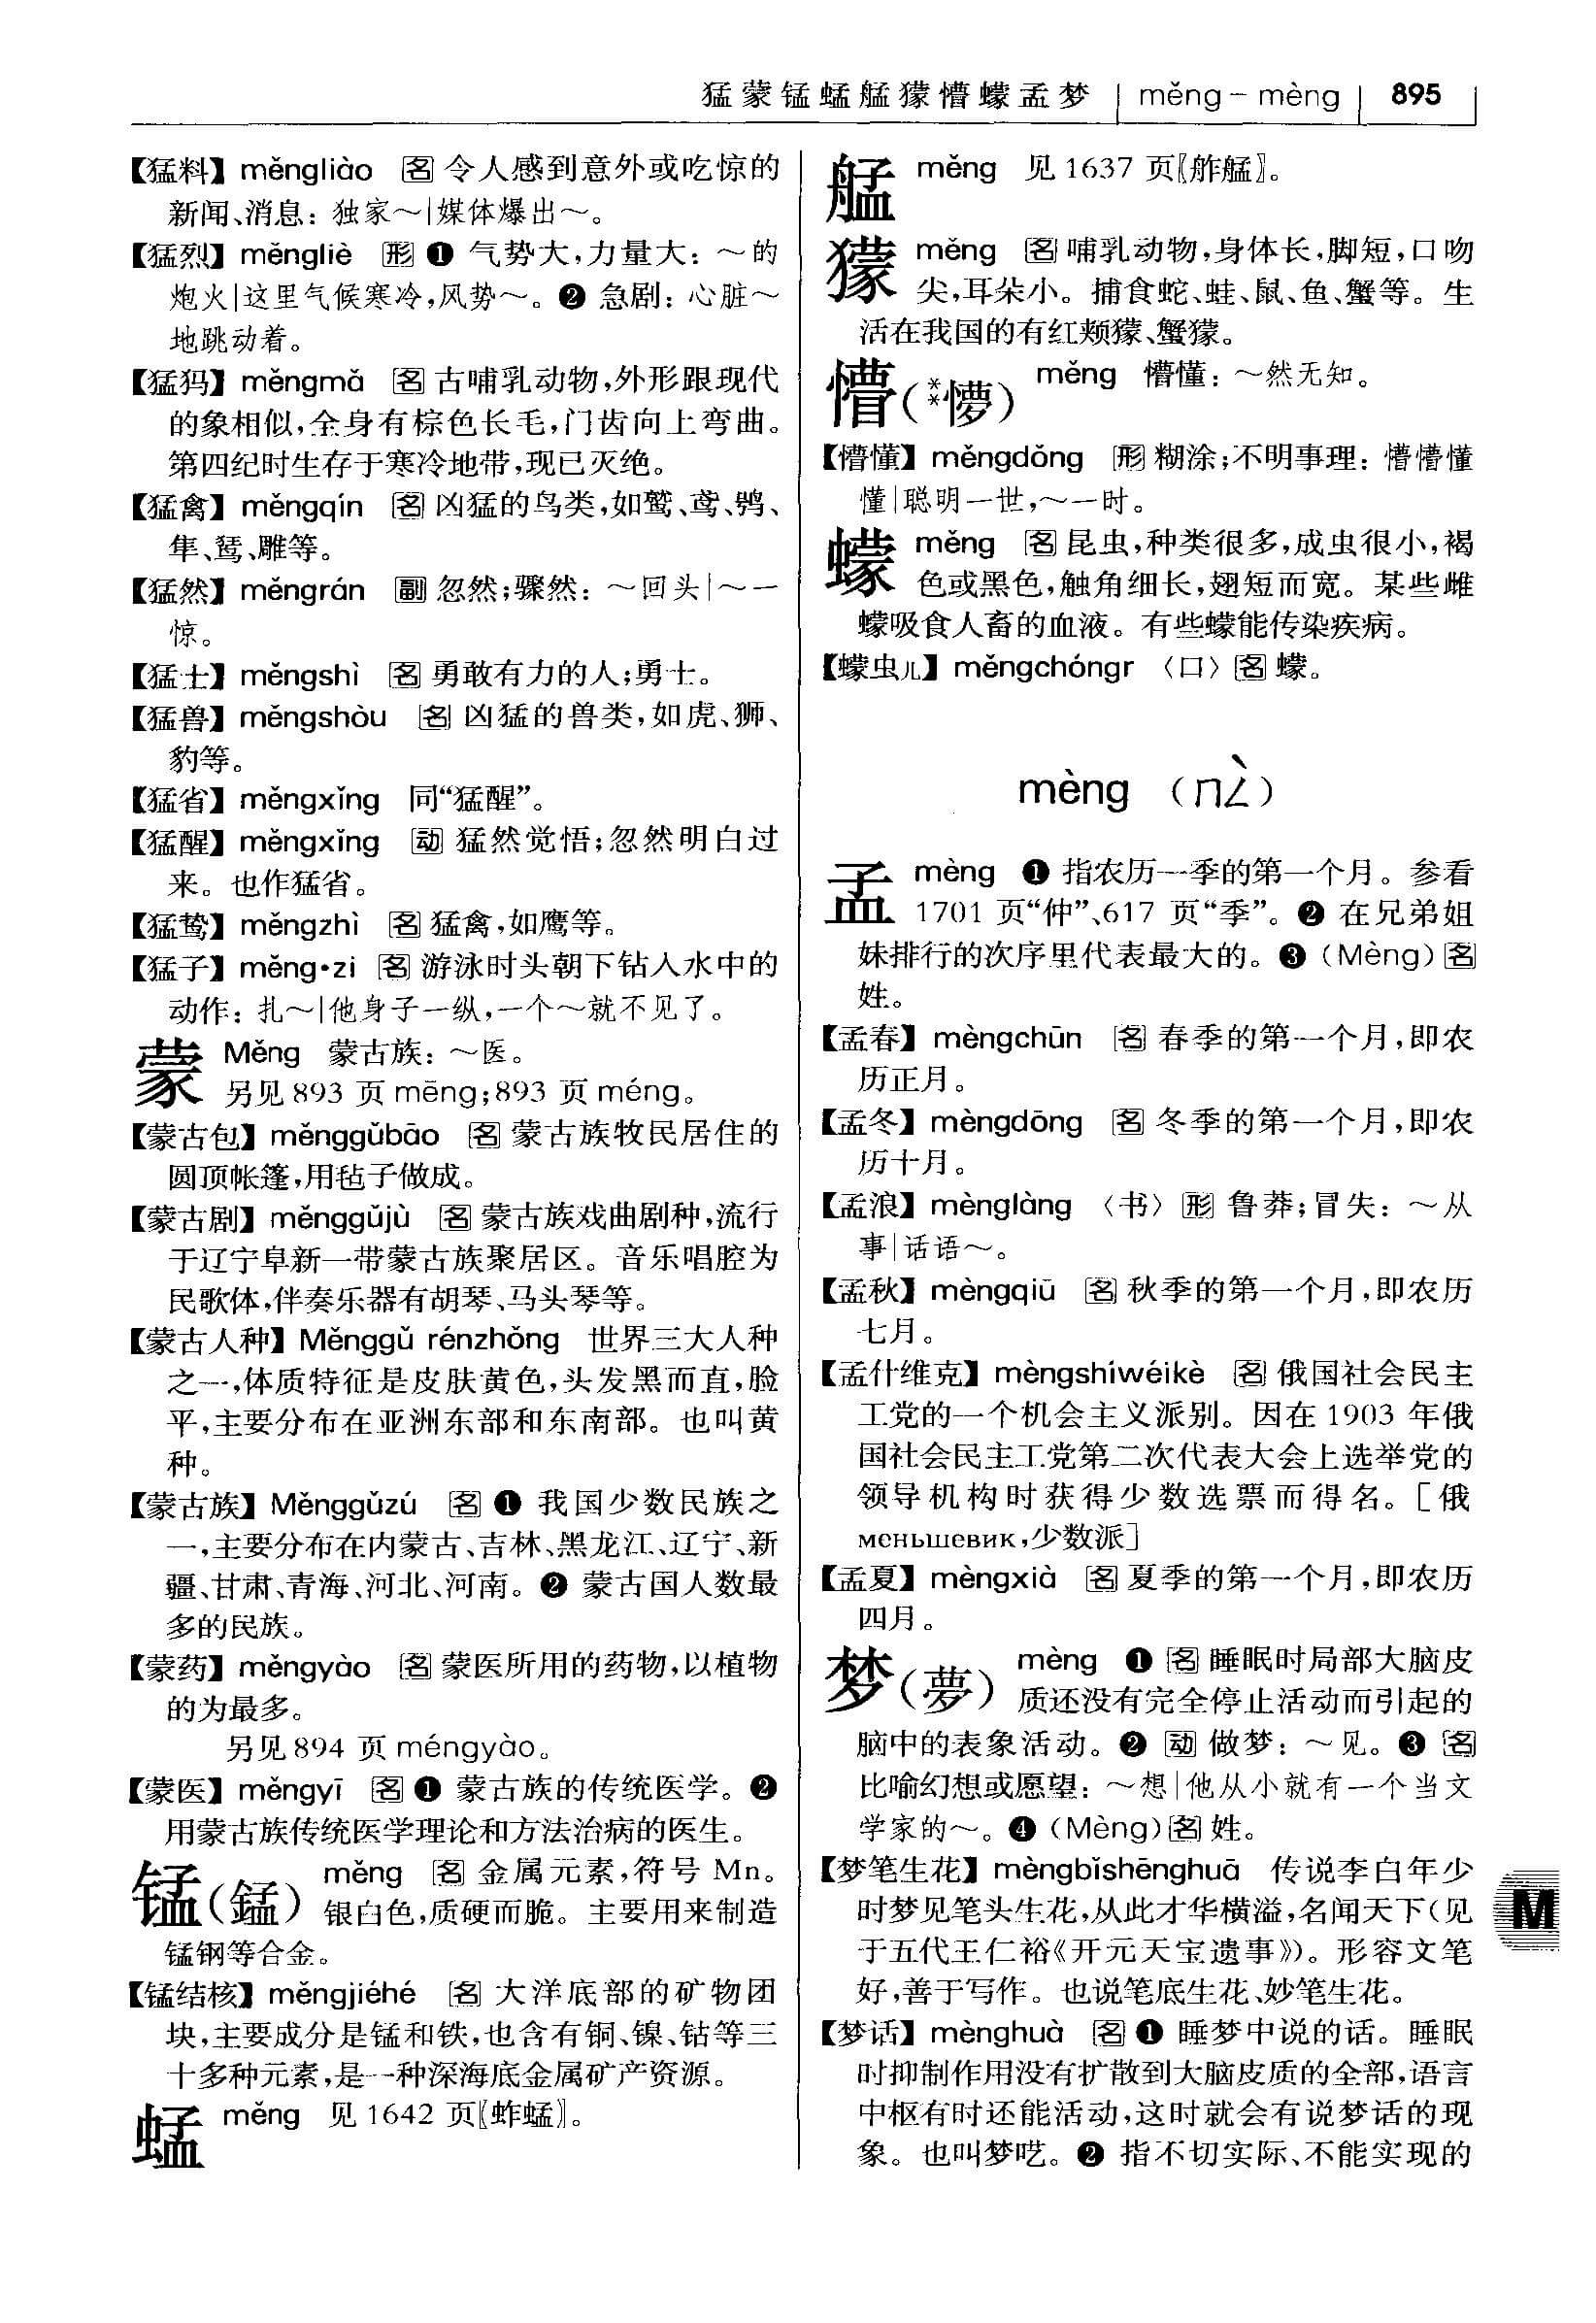 猛蒙锰蜢艋獴懵蠓孟梦 měng－mèng 895
【猛料】měngliào 名 令人感到意外或吃惊的
新闻、消息：独家～|媒体爆出～。
【猛烈】měngliè 形 ❶ 气势大，力量大：～的
炮火|这里气候寒冷，风势～。❷ 急剧：心脏～
地跳动着。
【猛犸】měngmǎ 名 古哺乳动物，外形跟现代
的象相似，全身有棕色长毛，门齿向上弯曲。
第四纪时生存于寒冷地带，现已灭绝。
【猛禽】měngqín 名 凶猛的鸟类，如鹫、鸢、鸮、
隼、鵟、雕等。
【猛然】měngrán 副 忽然；骤然：～回头|～一
惊。
【猛士】měngshì 名 勇敢有力的人；勇士。
【猛兽】měngshòu 名 凶猛的兽类，如虎、狮、
豹等。
【猛省】měngxǐng 同“猛醒”。
【猛醒】měngxǐng 动 猛然觉悟；忽然明白过
来。也作猛省。
【猛鸷】měngzhì 名 猛禽，如鹰等。
【猛子】měng•zi 名 游泳时头朝下钻入水中的
动作：扎～|他身子一纵，一个～就不见了。
蒙 Měng 蒙古族：～医。
另见893 页 mēng；893 页 méng。
【蒙古包】měnggǔbāo 名 蒙古族牧民居住的
圆顶帐篷，用毡子做成。
【蒙古剧】měnggǔjù 名 蒙古族戏曲剧种，流行
于辽宁阜新一带蒙古族聚居区。音乐唱腔为
民歌体，伴奏乐器有胡琴、马头琴等。
【蒙古人种】Měnggǔ rénzhǒng 世界三大人种
之一，体质特征是皮肤黄色，头发黑而直，脸
平，主要分布在亚洲东部和东南部。也叫黄
种。
【蒙古族】Měnggǔzú 名 ❶ 我国少数民族之
一，主要分布在内蒙古、吉林、黑龙江、辽宁、新
疆、甘肃、青海、河北、河南。❷ 蒙古国人数最
多的民族。
【蒙药】měngyào 名 蒙医所用的药物，以植物
的为最多。
另见894 页 méngyào。
【蒙医】měngyī 名 ❶ 蒙古族的传统医学。❷
用蒙古族传统医学理论和方法治病的医生。
锰（錳） měng 名 金属元素，符号 Mn。
银白色，质硬而脆。主要用来制造
锰钢等合金。
【锰结核】měngjiéhé 名 大洋底部的矿物团
块，主要成分是锰和铁，也含有铜、镍、钴等三
十多种元素，是一种深海底金属矿产资源。
蜢 měng 见 1642 页〖蚱蜢〗。
艋 měng 见 1637 页〖舴艋〗。
獴 měng 名 哺乳动物，身体长，脚短，口吻
尖，耳朵小。捕食蛇、蛙、鼠、鱼、蟹等。生
活在我国的有红颊獴、蟹獴。
懵（**懜） měng 懵懂：～然无知。
【懵懂】měngdǒng 形 糊涂；不明事理：懵懵懂
懂|聪明一世，～一时。
蠓 měng 名 昆虫，种类很多，成虫很小，褐
色或黑色，触角细长，翅短而宽。某些雌
蠓吸食人畜的血液。有些蠓能传染疾病。
【蠓虫儿】měngchóngr 〈口〉名 蠓。
mèng （ㄇㄥˋ）
孟 mèng ❶ 指农历一季的第一个月。参看
1701 页“仲”、617 页“季”。❷ 在兄弟姐
妹排行的次序里代表最大的。❸（Mèng）名
姓。
【孟春】mèngchūn 名 春季的第一个月，即农
历正月。
【孟冬】mèngdōng 名 冬季的第一个月，即农
历十月。
【孟浪】mènglàng 〈书〉形 鲁莽；冒失：～从
事|话语～。
【孟秋】mèngqiū 名 秋季的第一个月，即农历
七月。
【孟什维克】mèngshíwéikè 名 俄国社会民主
工党的一个机会主义派别。因在 1903 年俄
国社会民主工党第二次代表大会上选举党的
领导机构时获得少数选票而得名。［俄
меньшевик，少数派］
【孟夏】mèngxià 名 夏季的第一个月，即农历
四月。
梦（夢） mèng ❶ 名 睡眠时局部大脑皮
质还没有完全停止活动而引起的
脑中的表象活动。❷ 动 做梦：～见。❸ 名
比喻幻想或愿望：～想|他从小就有一个当文
学家的～。❹（Mèng）名 姓。
【梦笔生花】mèngbǐshēnghuā 传说李白年少
时梦见笔头生花，从此才华横溢，名闻天下（见
于五代王仁裕《开元天宝遗事》）。形容文笔
好，善于写作。也说笔底生花、妙笔生花。
【梦话】mènghuà 名 ❶ 睡梦中说的话。睡眠
时抑制作用没有扩散到大脑皮质的全部，语言
中枢有时还能活动，这时就会有说梦话的现
象。也叫梦呓。❷ 指不切实际、不能实现的
M